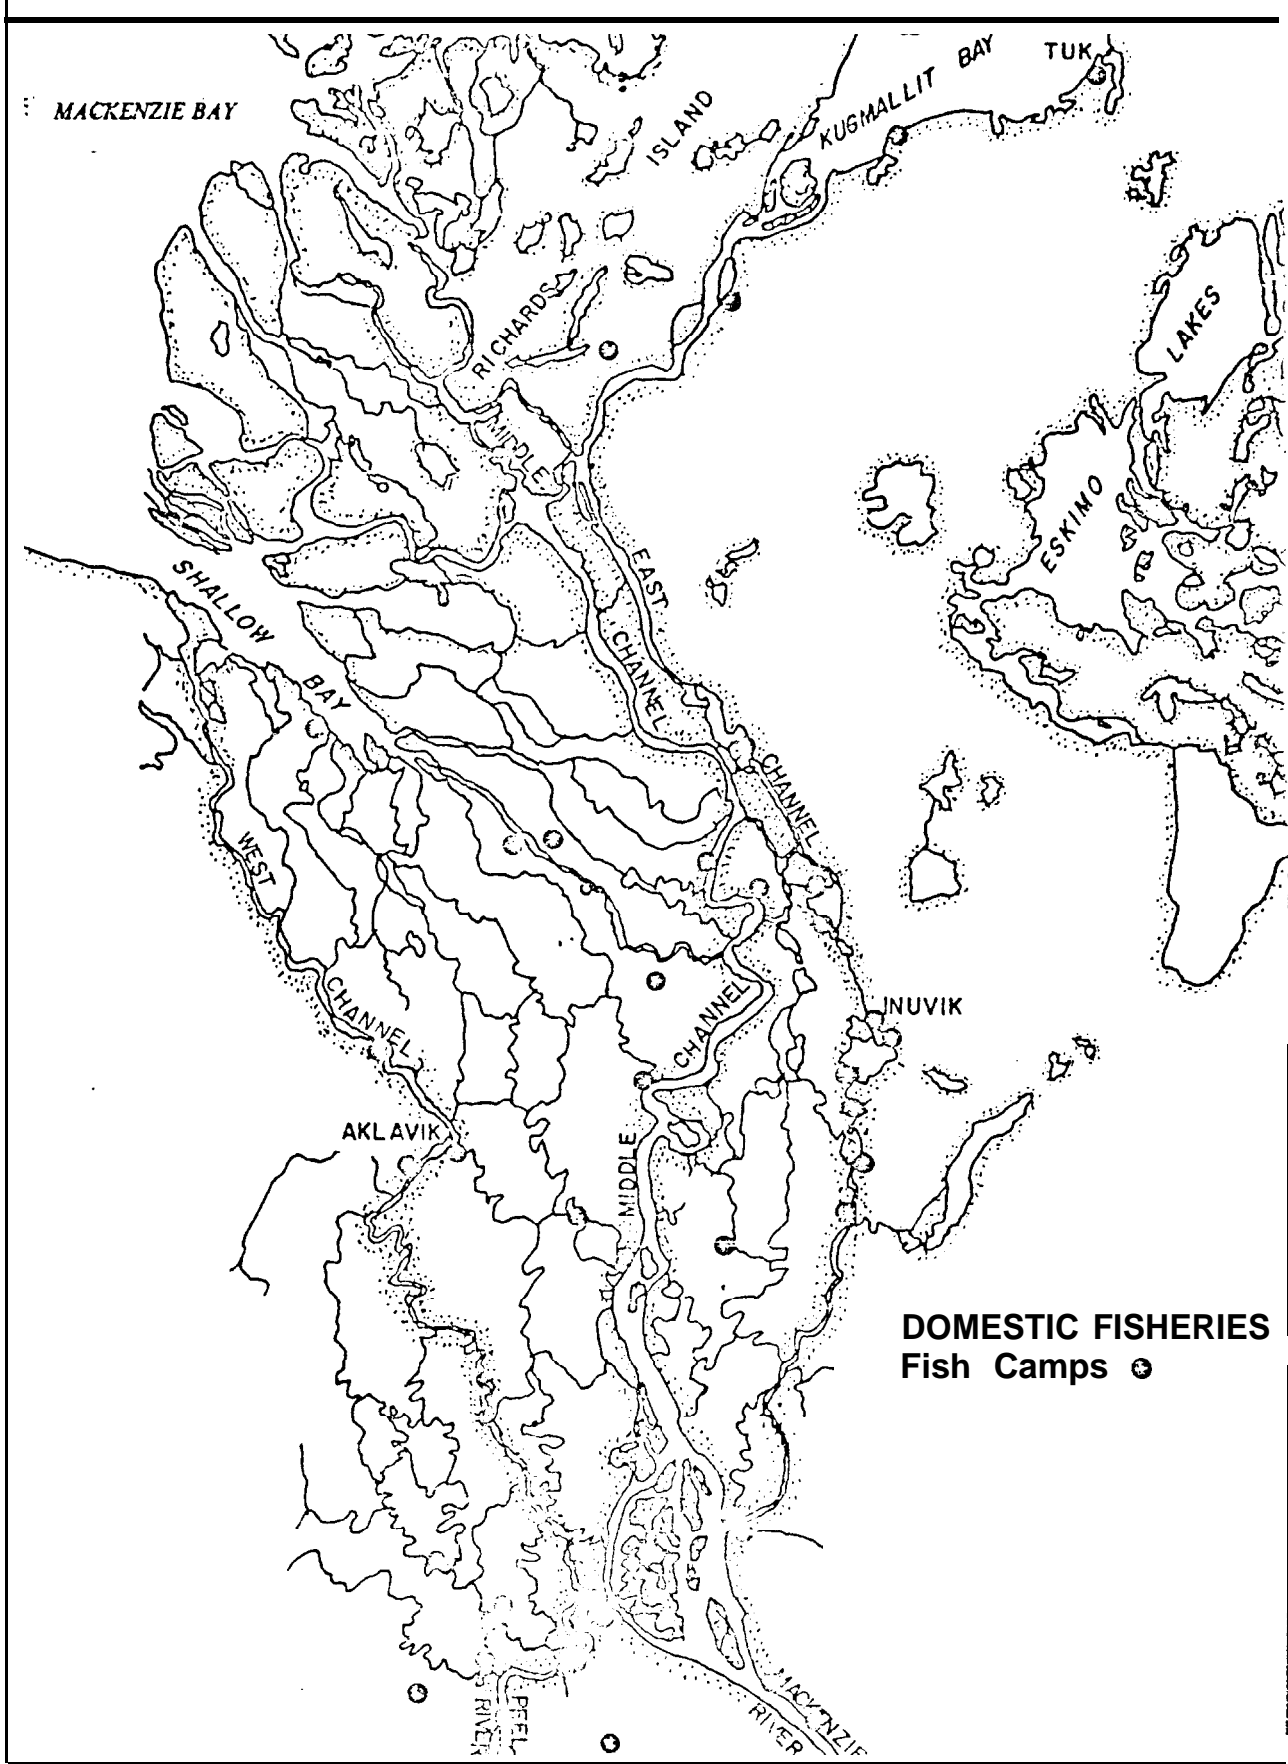 TUK
KUGMALLIT BAY
MACKENZIE BAY
RICHARDS ISLAND
ESKIMO LAKES
MIDDLE
CHANNEL
EAST
CHANNEL
SHALLOW BAY
WEST
CHANNEL
INUVIK
MIDDLE
CHANNEL
AKLAVIK
DOMESTIC FISHERIES
Fish Camps
PEEL
RIVER
MACKENZIE
RIVER